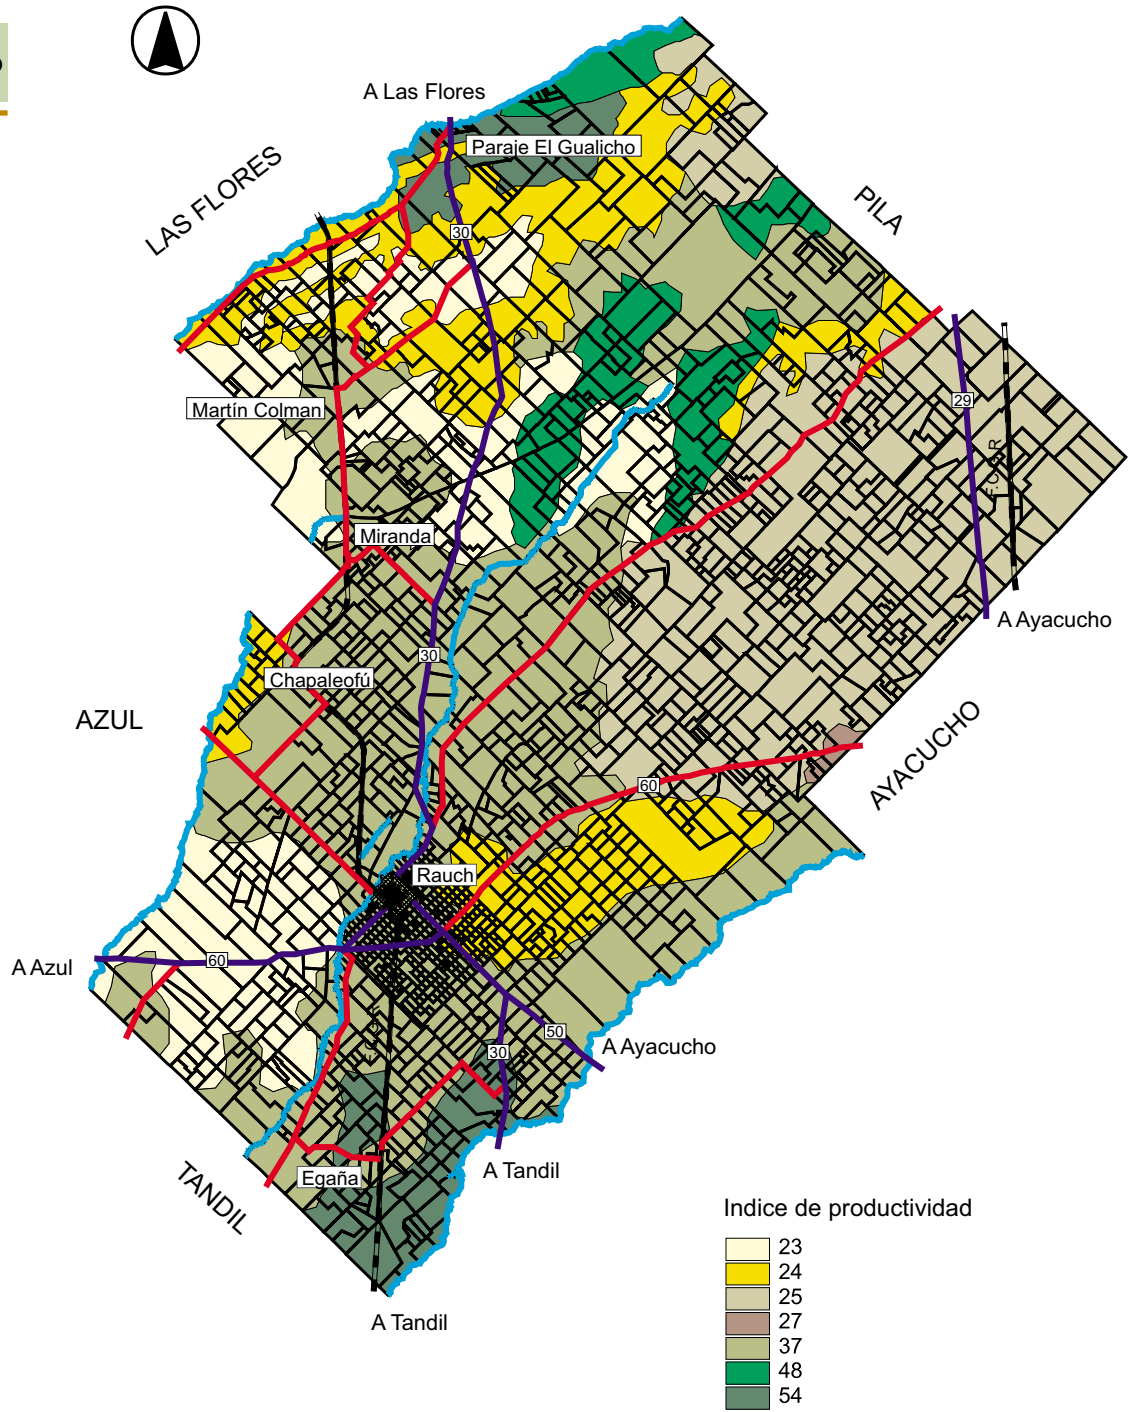 A Las Flores
Paraje El Gualicho
LAS FLORES
PILA
30
29
Martín Colman
F.C.G.R
Miranda
A Ayacucho
30
Chapaleofú
AZUL
AYACUCHO
60
Rauch
A Azul
60
50
30
A Ayacucho
F.C.G.R
A Tandil
Egaña
TANDIL
A Tandil
Indice de productividad
23
24
25
27
37
48
54